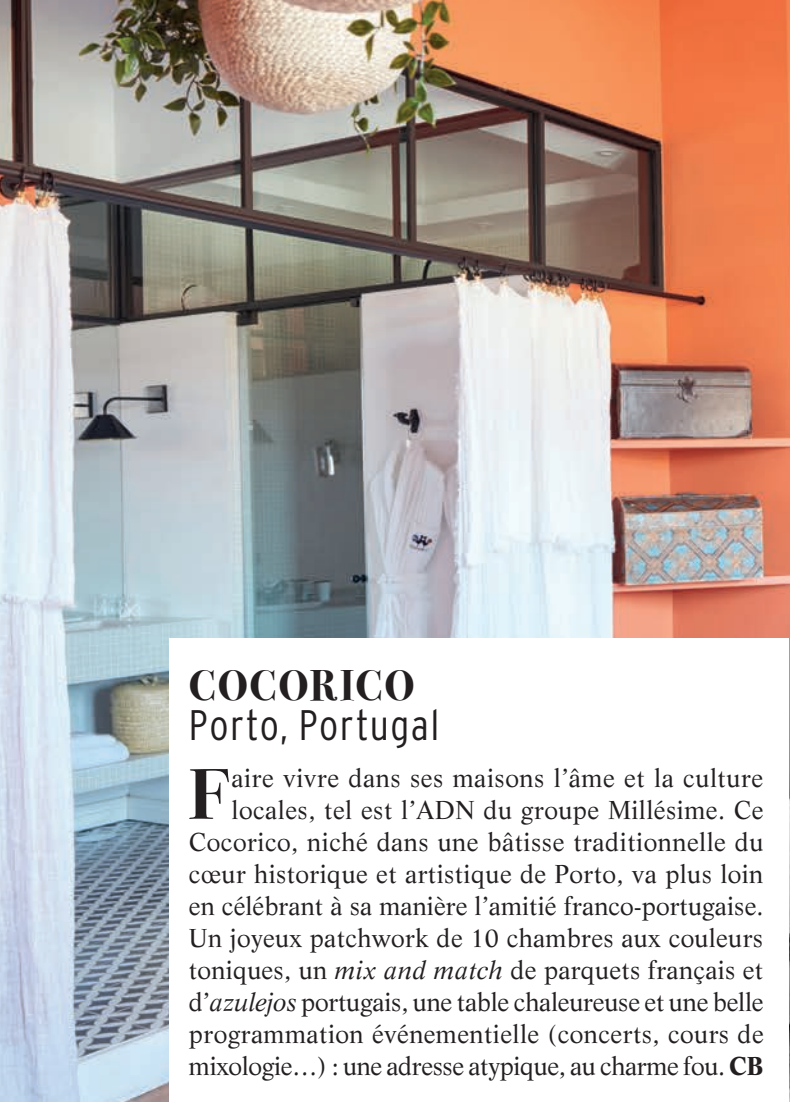 COCORICO
Porto, Portugal
Faire vivre dans ses maisons l’âme et la culture
locales, tel est l’ADN du groupe Millésime. Ce
Cocorico, niché dans une bâtisse traditionnelle du
cœur historique et artistique de Porto, va plus loin
en célébrant à sa manière l’amitié franco-portugaise.
Un joyeux patchwork de 10 chambres aux couleurs
toniques, un mix and match de parquets français et
d’azulejos portugais, une table chaleureuse et une belle
programmation événementielle (concerts, cours de
mixologie…) : une adresse atypique, au charme fou. CB